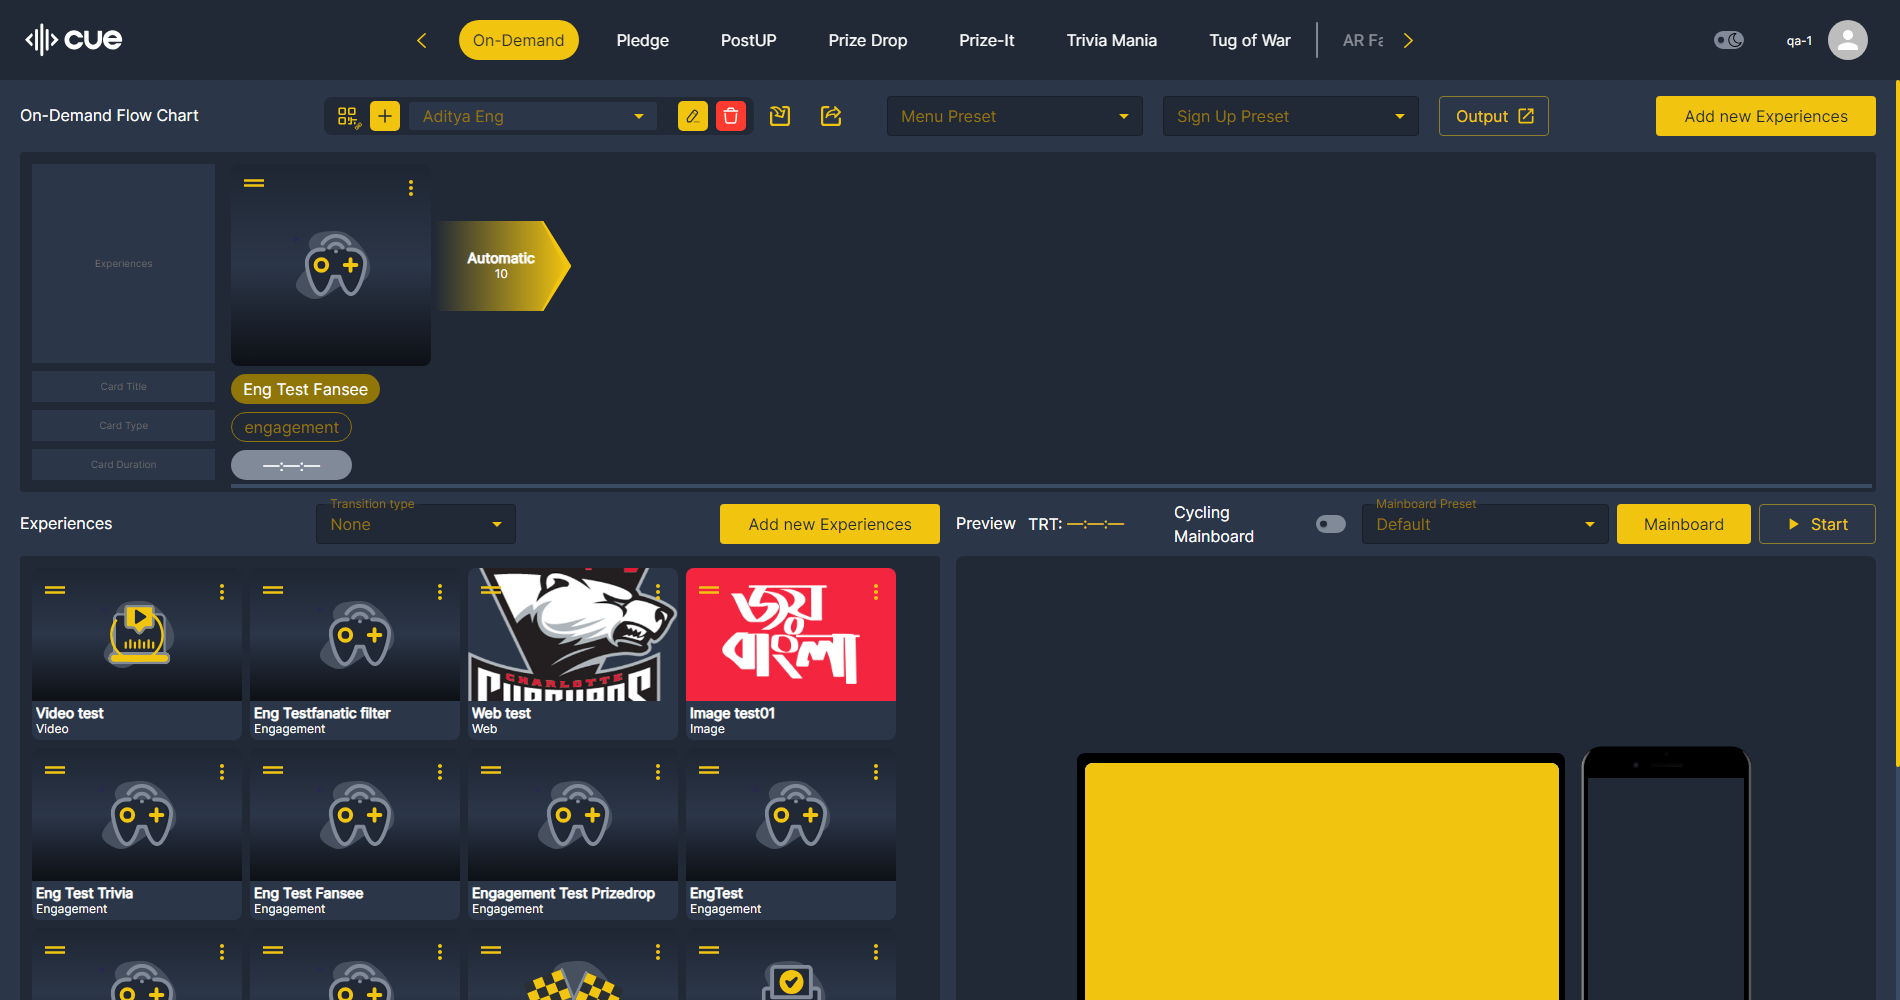 cue
On-Demand
Pledge
PostUP
Prize Drop
Prize-It
Trivia Mania
Tug of War
AR Fa
qa-1
On-Demand Flow Chart
Aditya Eng
Menu Preset
Sign Up Preset
Output
Add new Experiences
Experiences
Automatic
10
Card Title
Eng Test Fansee
Card Type
engagement
Card Duration
—:—:—
Experiences
Transition type
None
Add new Experiences
Preview
TRT: —:—:—
Cycling
Mainboard
Mainboard Preset
Default
Mainboard
Start
CHARLOTTE
জয়
বাংলা
Video test
Video
Eng Testfanatic filter
Engagement
Web test
Web
Image test01
Image
Eng Test Trivia
Engagement
Eng Test Fansee
Engagement
Engagement Test Prizedrop
Engagement
EngTest
Engagement